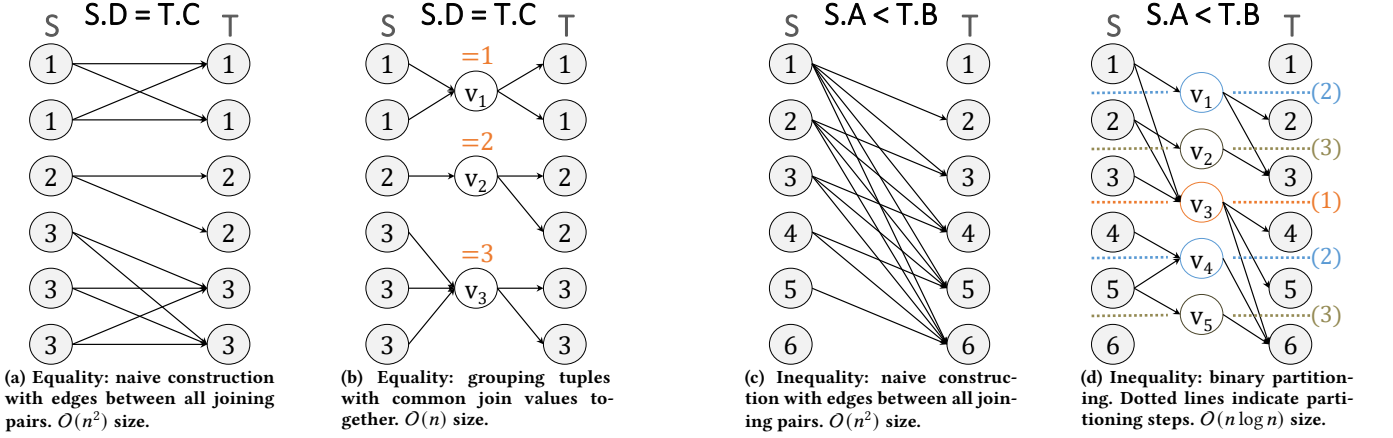 S.D = T.C
S T
1 1
1 1
2 2
3 2
3 3
3 3
(a) Equality: naive construction
with edges between all joining
pairs. O(n²) size.
S.D = T.C
S T
=1
1 1
v₁
1 1
=2
2 v₂ 2
3 2
=3
3 v₃ 3
3 3
(b) Equality: grouping tuples
with common join values to-
gether. O(n) size.
S.A < T.B
S T
1 1
2 2
3 3
4 4
5 5
6 6
(c) Inequality: naive construc-
tion with edges between all join-
ing pairs. O(n²) size.
S.A < T.B
S T
1 1
v₁ (2)
2 2
v₂ (3)
3 3
v₃ (1)
4 4
v₄ (2)
5 5
v₅ (3)
6 6
(d) Inequality: binary partition-
ing. Dotted lines indicate parti-
tioning steps. O(n log n) size.